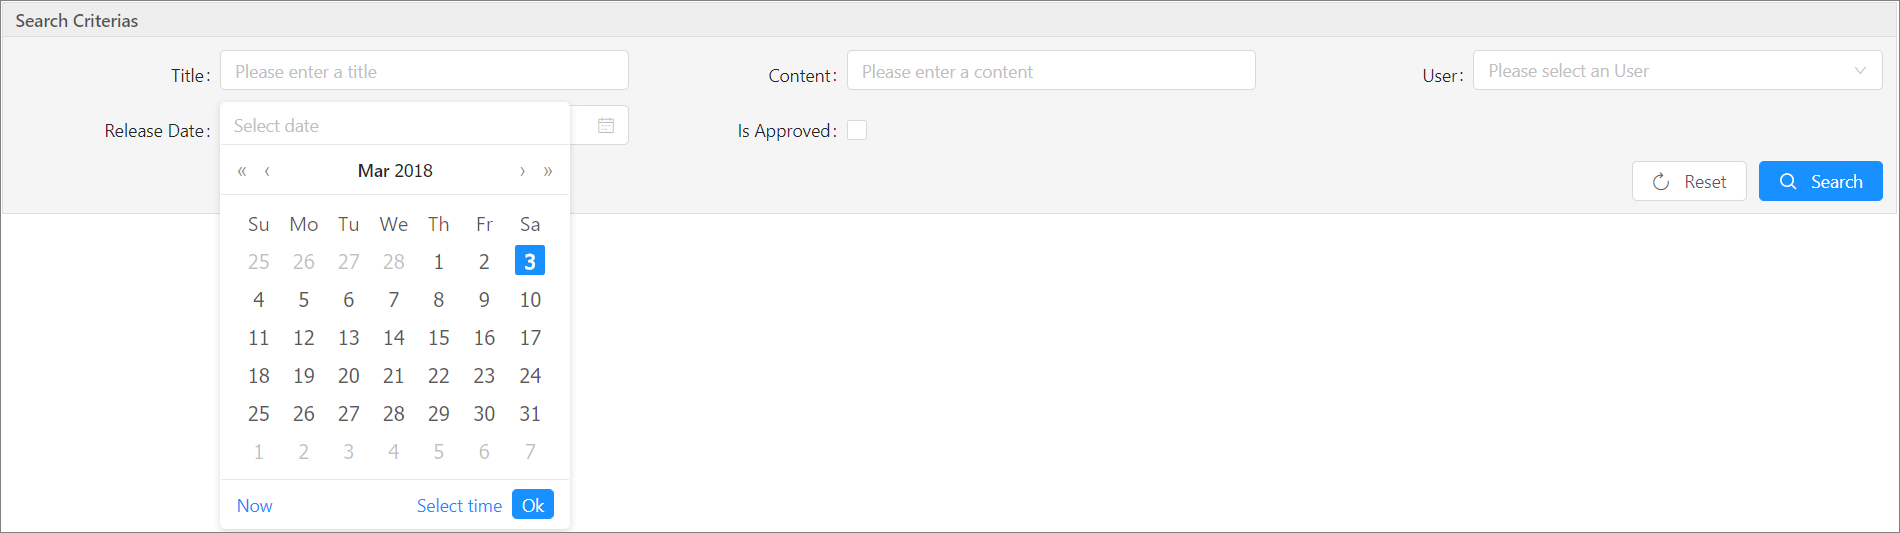 Search Criterias
Title: Please enter a title Content: Please enter a content User: Please select an User
Release Date: Select date Is Approved:
« ‹ Mar 2018 › »
Reset Search
Su Mo Tu We Th Fr Sa
25 26 27 28 1 2 3
4 5 6 7 8 9 10
11 12 13 14 15 16 17
18 19 20 21 22 23 24
25 26 27 28 29 30 31
1 2 3 4 5 6 7
Now Select time Ok